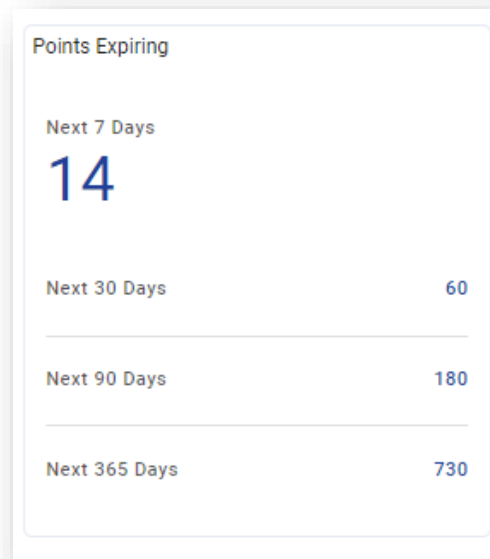 Points Expiring
Next 7 Days
14
Next 30 Days 60
Next 90 Days 180
Next 365 Days 730